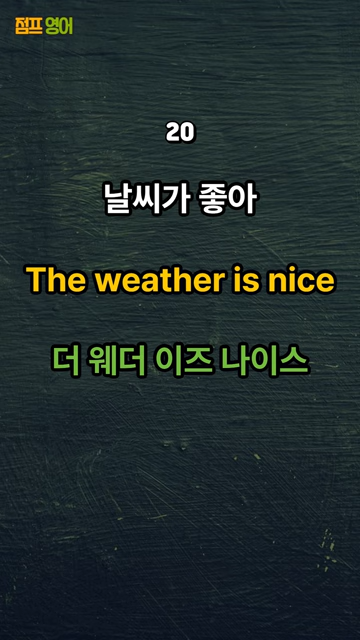 점프 영어
20
날씨가 좋아
The weather is nice
더 웨더 이즈 나이스